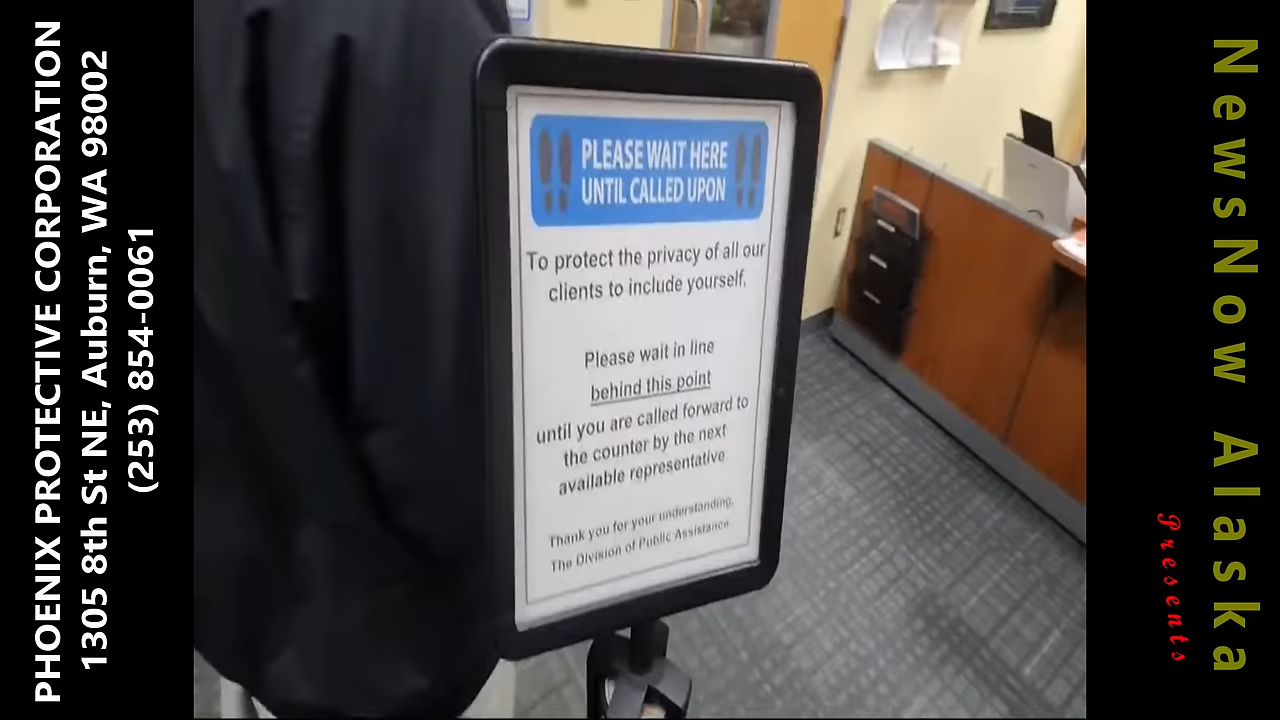 PHOENIX PROTECTIVE CORPORATION
1305 8th St NE, Auburn, WA 98002
(253) 854-0061
PLEASE WAIT HERE
UNTIL CALLED UPON
To protect the privacy of all our
clients to include yourself,
Please wait in line
behind this point
until you are called forward to
the counter by the next
available representative
Thank you for your understanding,
The Division of Public Assistance
News Now Alaska
Presents